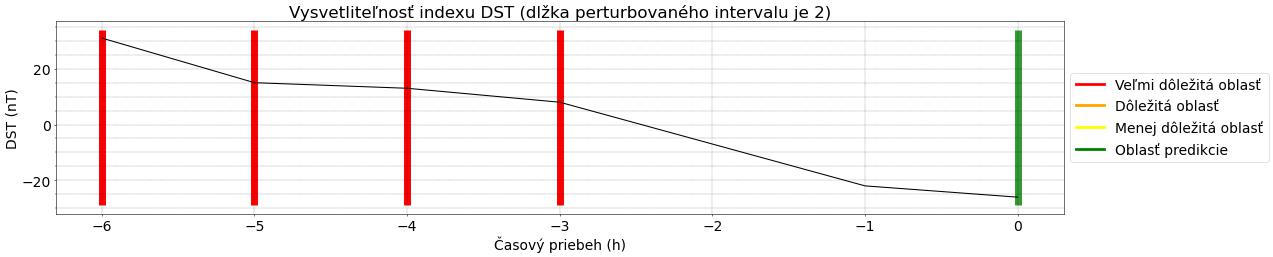 Vysvetliteľnosť indexu DST (dlžka perturbovaného intervalu je 2)
20
0
−20
DST (nT)
−6 −5 −4 −3 −2 −1 0
Časový priebeh (h)
Veľmi dôležitá oblasť
Dôležitá oblasť
Menej dôležitá oblasť
Oblasť predikcie